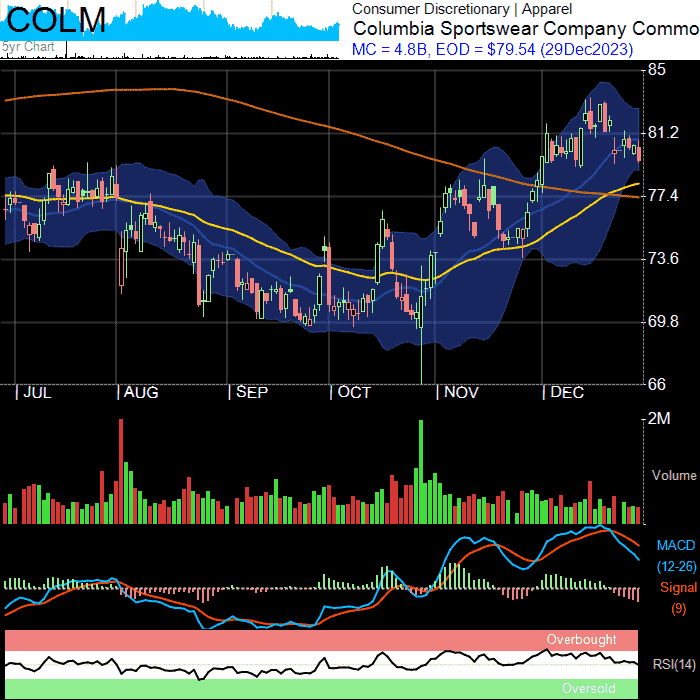 COLM
5yr Chart
Consumer Discretionary | Apparel
Columbia Sportswear Company Commo
MC = 4.8B, EOD = $79.54 (29Dec2023)
85
81.2
77.4
73.6
69.8
66
JUL AUG SEP OCT NOV DEC
2M
Volume
MACD
(12-26)
Signal
(9)
Overbought
RSI(14)
Oversold